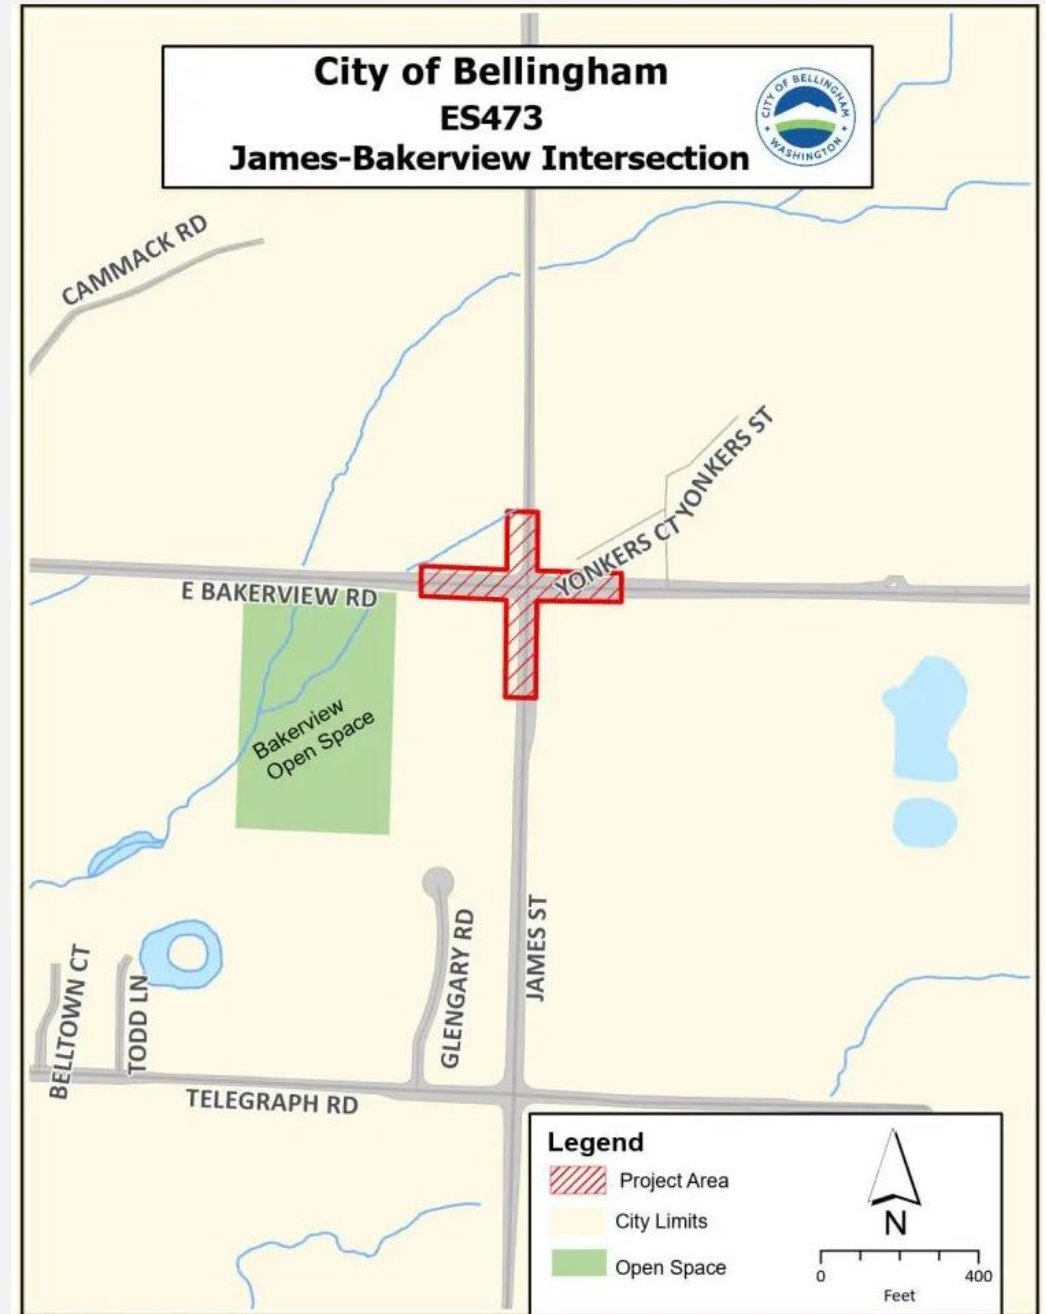 City of Bellingham
ES473
James-Bakerview Intersection
CITY OF BELLINGHAM
WASHINGTON
CAMMACK RD
YONKERS ST
YONKERS CT
E BAKERVIEW RD
Bakerview
Open Space
JAMES ST
GLENGARY RD
BELLTOWN CT
TODD LN
TELEGRAPH RD
Legend
Project Area
City Limits
Open Space
N
0 400
Feet